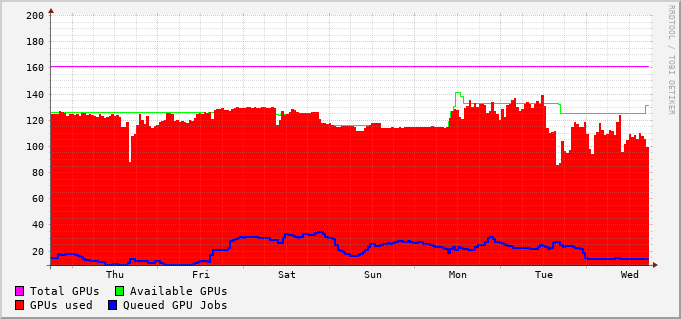 200
180
160
140
120
100
80
60
40
20
Thu Fri Sat Sun Mon Tue Wed
Total GPUs Available GPUs
GPUs used Queued GPU Jobs
RRDTOOL / TOBI OETIKER